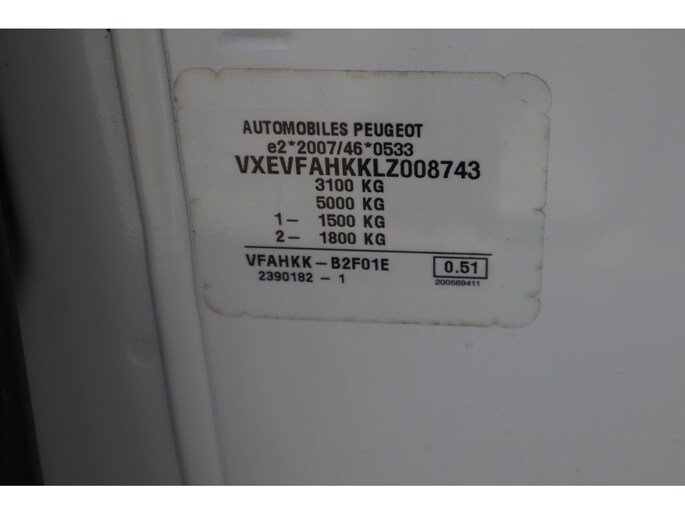 AUTOMOBILES PEUGEOT
e2*2007/46*0533
VXEVFAHKKLZ008743
3100 KG
5000 KG
1- 1500 KG
2- 1800 KG
VFAHKK-B2F01E 0.51
2390182 - 1 200569411